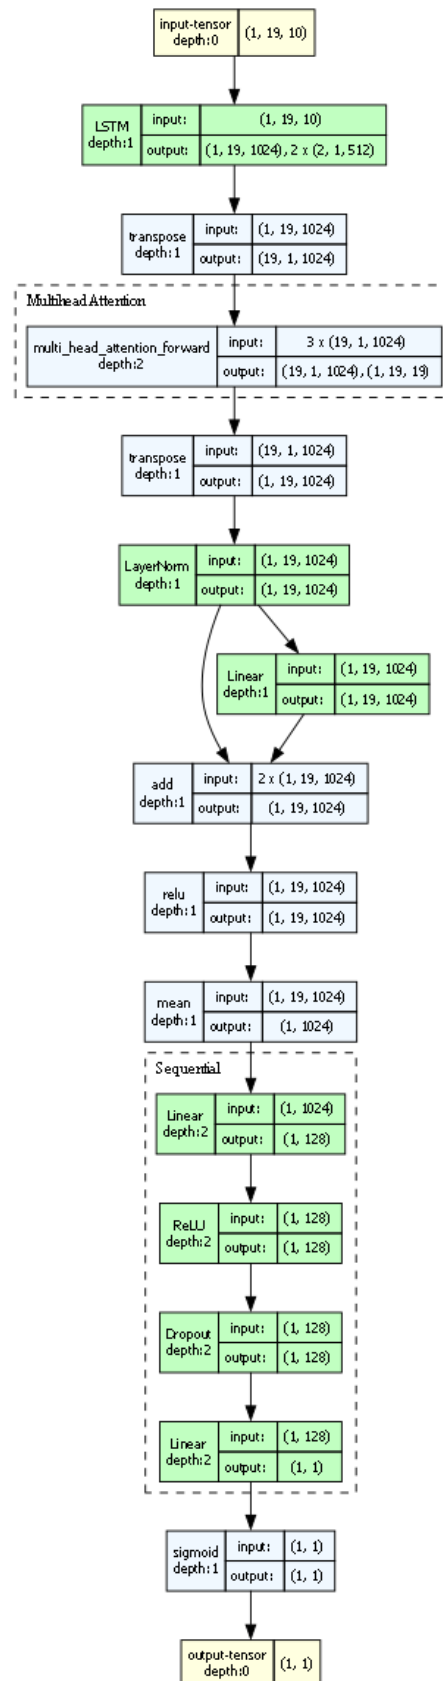 input-tensor
depth:0
(1, 19, 10)
LSTM
depth:1
input:
(1, 19, 10)
output:
(1, 19, 1024), 2 x (2, 1, 512)
transpose
depth:1
input:
(1, 19, 1024)
output:
(19, 1, 1024)
Multihead Attention
multi_head_attention_forward
depth:2
input:
3 x (19, 1, 1024)
output:
(19, 1, 1024), (1, 19, 19)
transpose
depth:1
input:
(19, 1, 1024)
output:
(1, 19, 1024)
LayerNorm
depth:1
input:
(1, 19, 1024)
output:
(1, 19, 1024)
Linear
depth:1
input:
(1, 19, 1024)
output:
(1, 19, 1024)
add
depth:1
input:
2 x (1, 19, 1024)
output:
(1, 19, 1024)
relu
depth:1
input:
(1, 19, 1024)
output:
(1, 19, 1024)
mean
depth:1
input:
(1, 19, 1024)
output:
(1, 1024)
Sequential
Linear
depth:2
input:
(1, 1024)
output:
(1, 128)
ReLU
depth:2
input:
(1, 128)
output:
(1, 128)
Dropout
depth:2
input:
(1, 128)
output:
(1, 128)
Linear
depth:2
input:
(1, 128)
output:
(1, 1)
sigmoid
depth:1
input:
(1, 1)
output:
(1, 1)
output-tensor
depth:0
(1, 1)